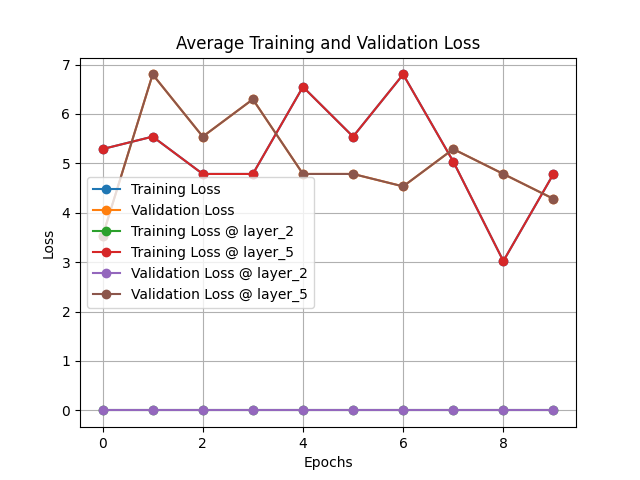 Average Training and Validation Loss
7
6
5
4
3
2
1
0
Loss
Training Loss
Validation Loss
Training Loss @ layer_2
Training Loss @ layer_5
Validation Loss @ layer_2
Validation Loss @ layer_5
0 2 4 6 8
Epochs